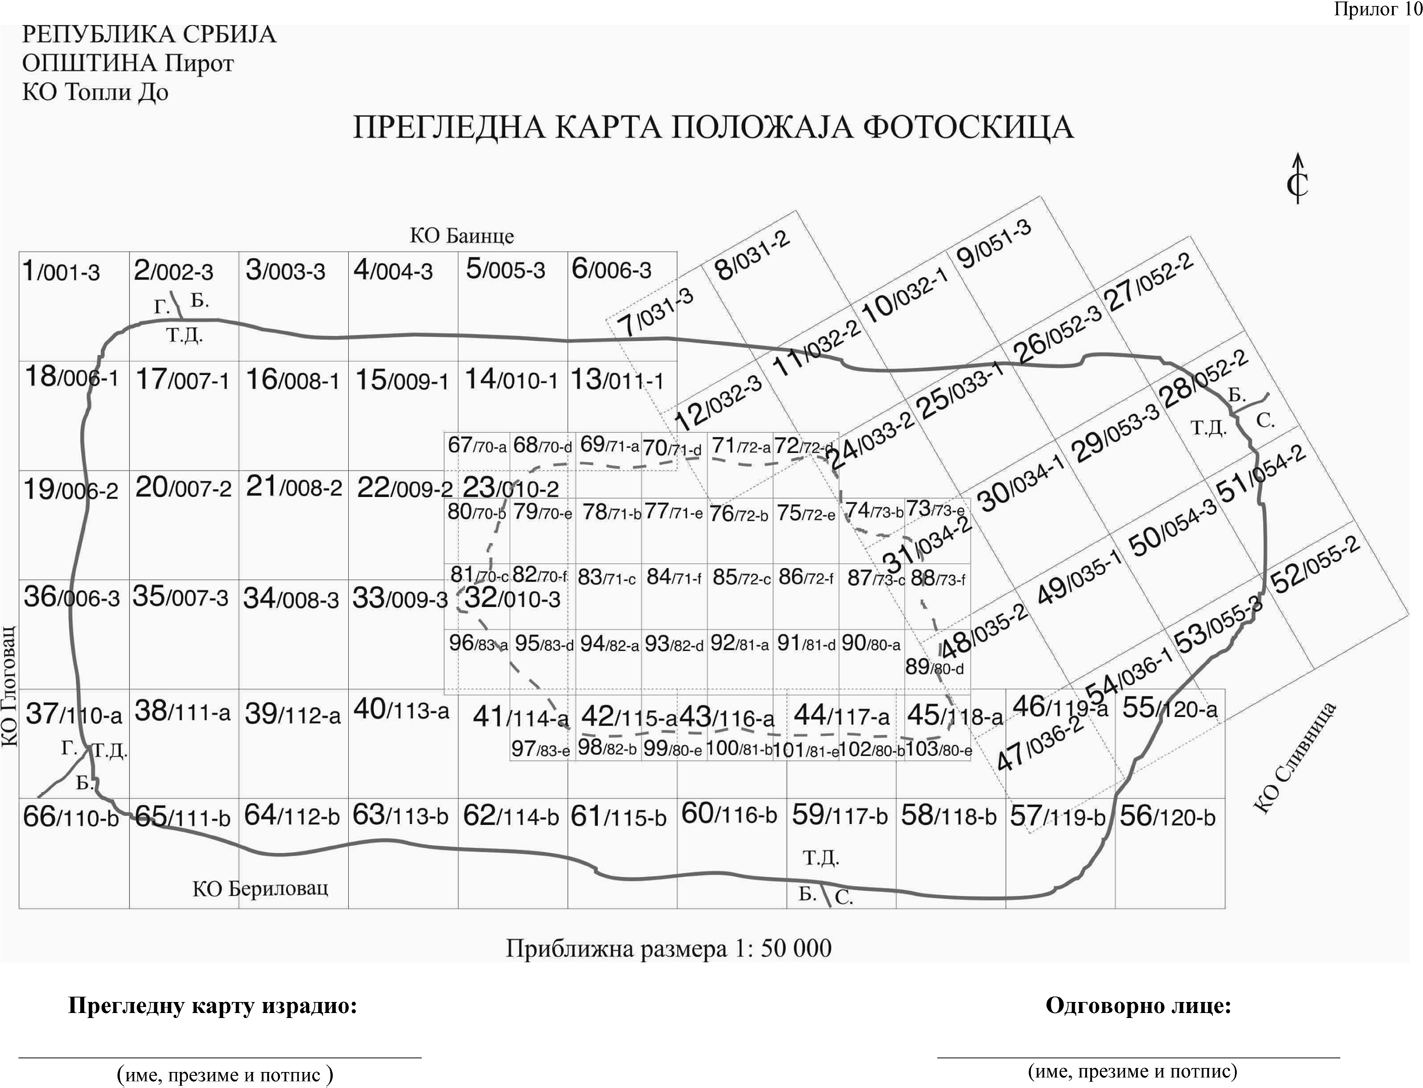 Прилог 10
РЕПУБЛИКА СРБИЈА
ОПШТИНА Пирот
КО Топли До
ПРЕГЛЕДНА КАРТА ПОЛОЖАЈА ФОТОСКИЦА
С
КО Баинце
1/001-3 2/002-3 3/003-3 4/004-3 5/005-3 6/006-3
7/031-3 8/031-2 10/032-1 9/051-3
Г. Б.
Т.Д.
12/032-3 11/032-2 26/052-3 27/052-2
18/006-1 17/007-1 16/008-1 15/009-1 14/010-1 13/011-1
24/033-2 25/033-1 29/053-3 28/052-2
Б.
Т.Д. С.
67/70-a 68/70-d 69/71-a 70/71-d 71/72-a 72/72-d
19/006-2 20/007-2 21/008-2 22/009-2 23/010-2
31/034-2 30/034-1 50/054-3 51/054-2
80/70-b 79/70-e 78/71-b 77/71-e 76/72-b 75/72-e 74/73-b 73/73-e
81/70-c 82/70-f 83/71-c 84/71-f 85/72-c 86/72-f 87/73-c 88/73-f
36/006-3 35/007-3 34/008-3 33/009-3 32/010-3
48/035-2 49/035-1 53/055-3 52/055-2
96/83-a 95/83-d 94/82-a 93/82-d 92/81-a 91/81-d 90/80-a 89/80-d
КО Глоговац
37/110-a 38/111-a 39/112-a 40/113-a 41/114-a 42/115-a 43/116-a 44/117-a 45/118-a 46/119-a 55/120-a
47/036-2 54/036-1
Г. Т.Д.
Б.
97/83-e 98/82-b 99/80-e 100/81-b 101/81-e 102/80-b 103/80-e
КО Сливница
66/110-b 65/111-b 64/112-b 63/113-b 62/114-b 61/115-b 60/116-b 59/117-b 58/118-b 57/119-b 56/120-b
Т.Д.
Б. С.
КО Бериловац
Приближна размера 1: 50 000
Прегледну карту израдио: Одговорно лице:
(име, презиме и потпис ) (име, презиме и потпис)